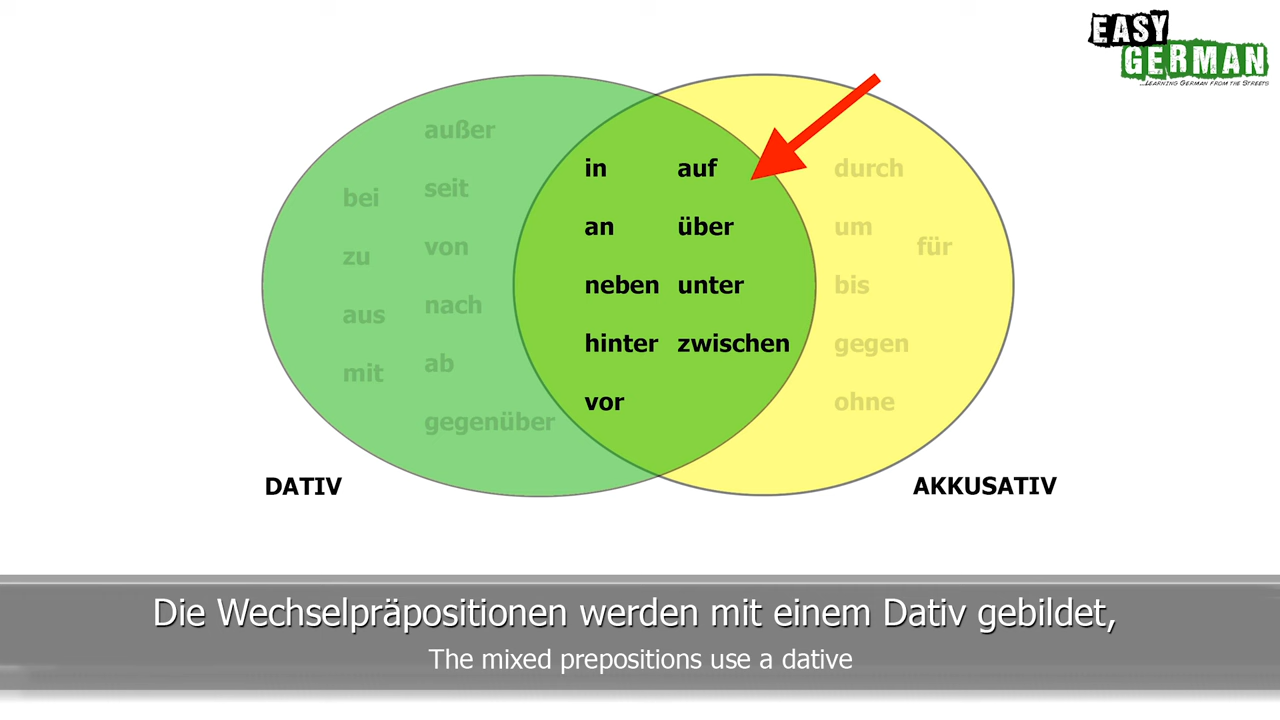 EASY
GERMAN
...LEARNING GERMAN FROM THE STREETS
außer
bei
seit
zu
von
aus
nach
mit
ab
gegenüber
in auf
an über
neben unter
hinter zwischen
vor
durch
um
für
bis
gegen
ohne
DATIV
AKKUSATIV
Die Wechselpräpositionen werden mit einem Dativ gebildet,
The mixed prepositions use a dative